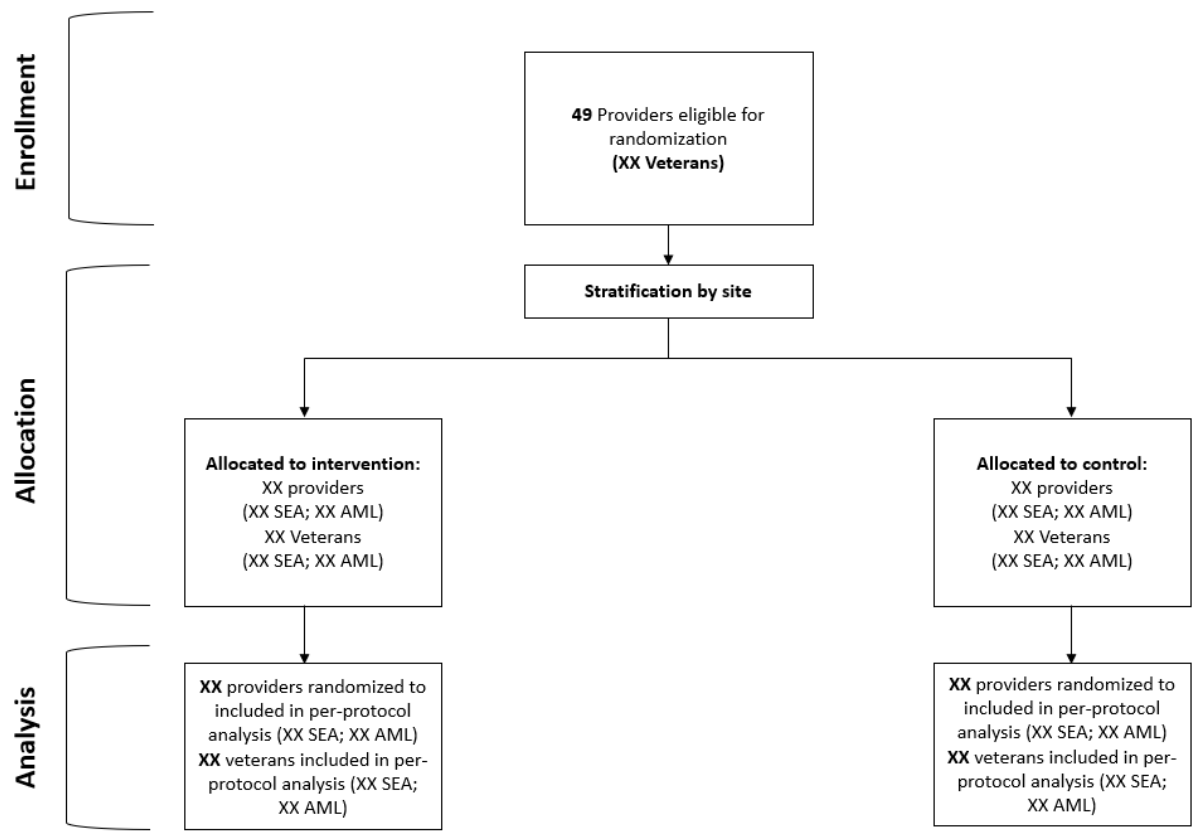 Enrollment
49 Providers eligible for
randomization
(XX Veterans)
Allocation
Stratification by site
Allocated to intervention:
XX providers
(XX SEA; XX AML)
XX Veterans
(XX SEA; XX AML)
Allocated to control:
XX providers
(XX SEA; XX AML)
XX Veterans
(XX SEA; XX AML)
Analysis
XX providers randomized to
included in per-protocol
analysis (XX SEA; XX AML)
XX veterans included in per-
protocol analysis (XX SEA;
XX AML)
XX providers randomized to
included in per-protocol
analysis (XX SEA; XX AML)
XX veterans included in per-
protocol analysis (XX SEA;
XX AML)